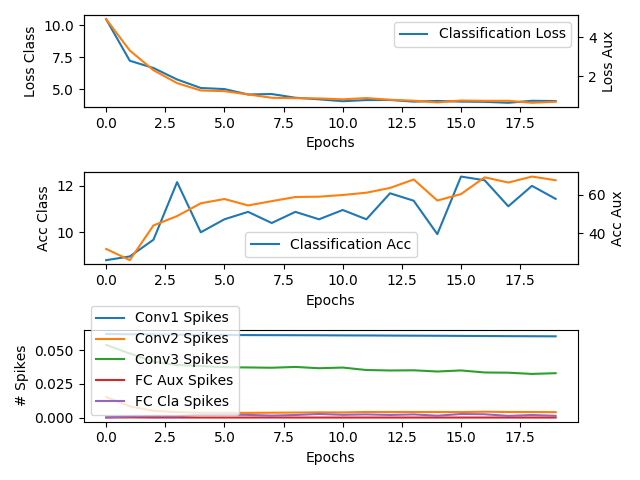 10.0
7.5
5.0
Loss Class
Classification Loss
4
2
Loss Aux
0.0 2.5 5.0 7.5 10.0 12.5 15.0 17.5
Epochs
12
10
Acc Class
Classification Acc
60
40
Acc Aux
0.0 2.5 5.0 7.5 10.0 12.5 15.0 17.5
Epochs
Conv1 Spikes
Conv2 Spikes
Conv3 Spikes
FC Aux Spikes
FC Cla Spikes
0.050
0.025
0.000
# Spikes
0.0 2.5 5.0 7.5 10.0 12.5 15.0 17.5
Epochs